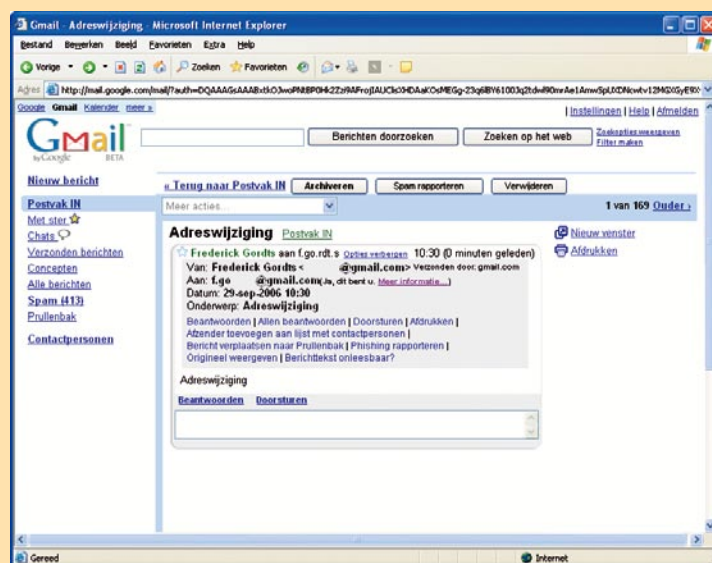 Gmail - Adreswijziging - Microsoft Internet Explorer
Bestand Bewerken Beeld Favorieten Extra Help
Vorige Zoeken Favorieten
Adres
Google Gmail Kalender meer »
Instellingen | Help | Afmelden
Gmail
by Google BETA
Berichten doorzoeken Zoeken op het web
Zoekopties weergeven
Filter maken
Nieuw bericht
« Terug naar Postvak IN Archiveren Spam rapporteren Verwijderen
Postvak IN
Meer acties... 1 van 169 Ouder ›
Met ster
Chats
Verzonden berichten
Concepten
Alle berichten
Spam (413)
Prullenbak
Contactpersonen
Adreswijziging Postvak IN
Nieuw venster
Afdrukken
Frederick Gordts aan f.go.rdt.s Opties verbergen 10:30 (0 minuten geleden)
Van: Frederick Gordts < @gmail.com> Verzonden door: gmail.com
Aan: f.go @gmail.com (Ja, dit bent u. Meer informatie...)
Datum: 29-sep-2006 10:30
Onderwerp: Adreswijziging
Beantwoorden | Allen beantwoorden | Doorsturen | Afdrukken |
Afzender toevoegen aan lijst met contactpersonen |
Bericht verplaatsen naar Prullenbak | Phishing rapporteren |
Origineel weergeven | Berichttekst onleesbaar?
Adreswijziging
Beantwoorden Doorsturen
Gereed Internet